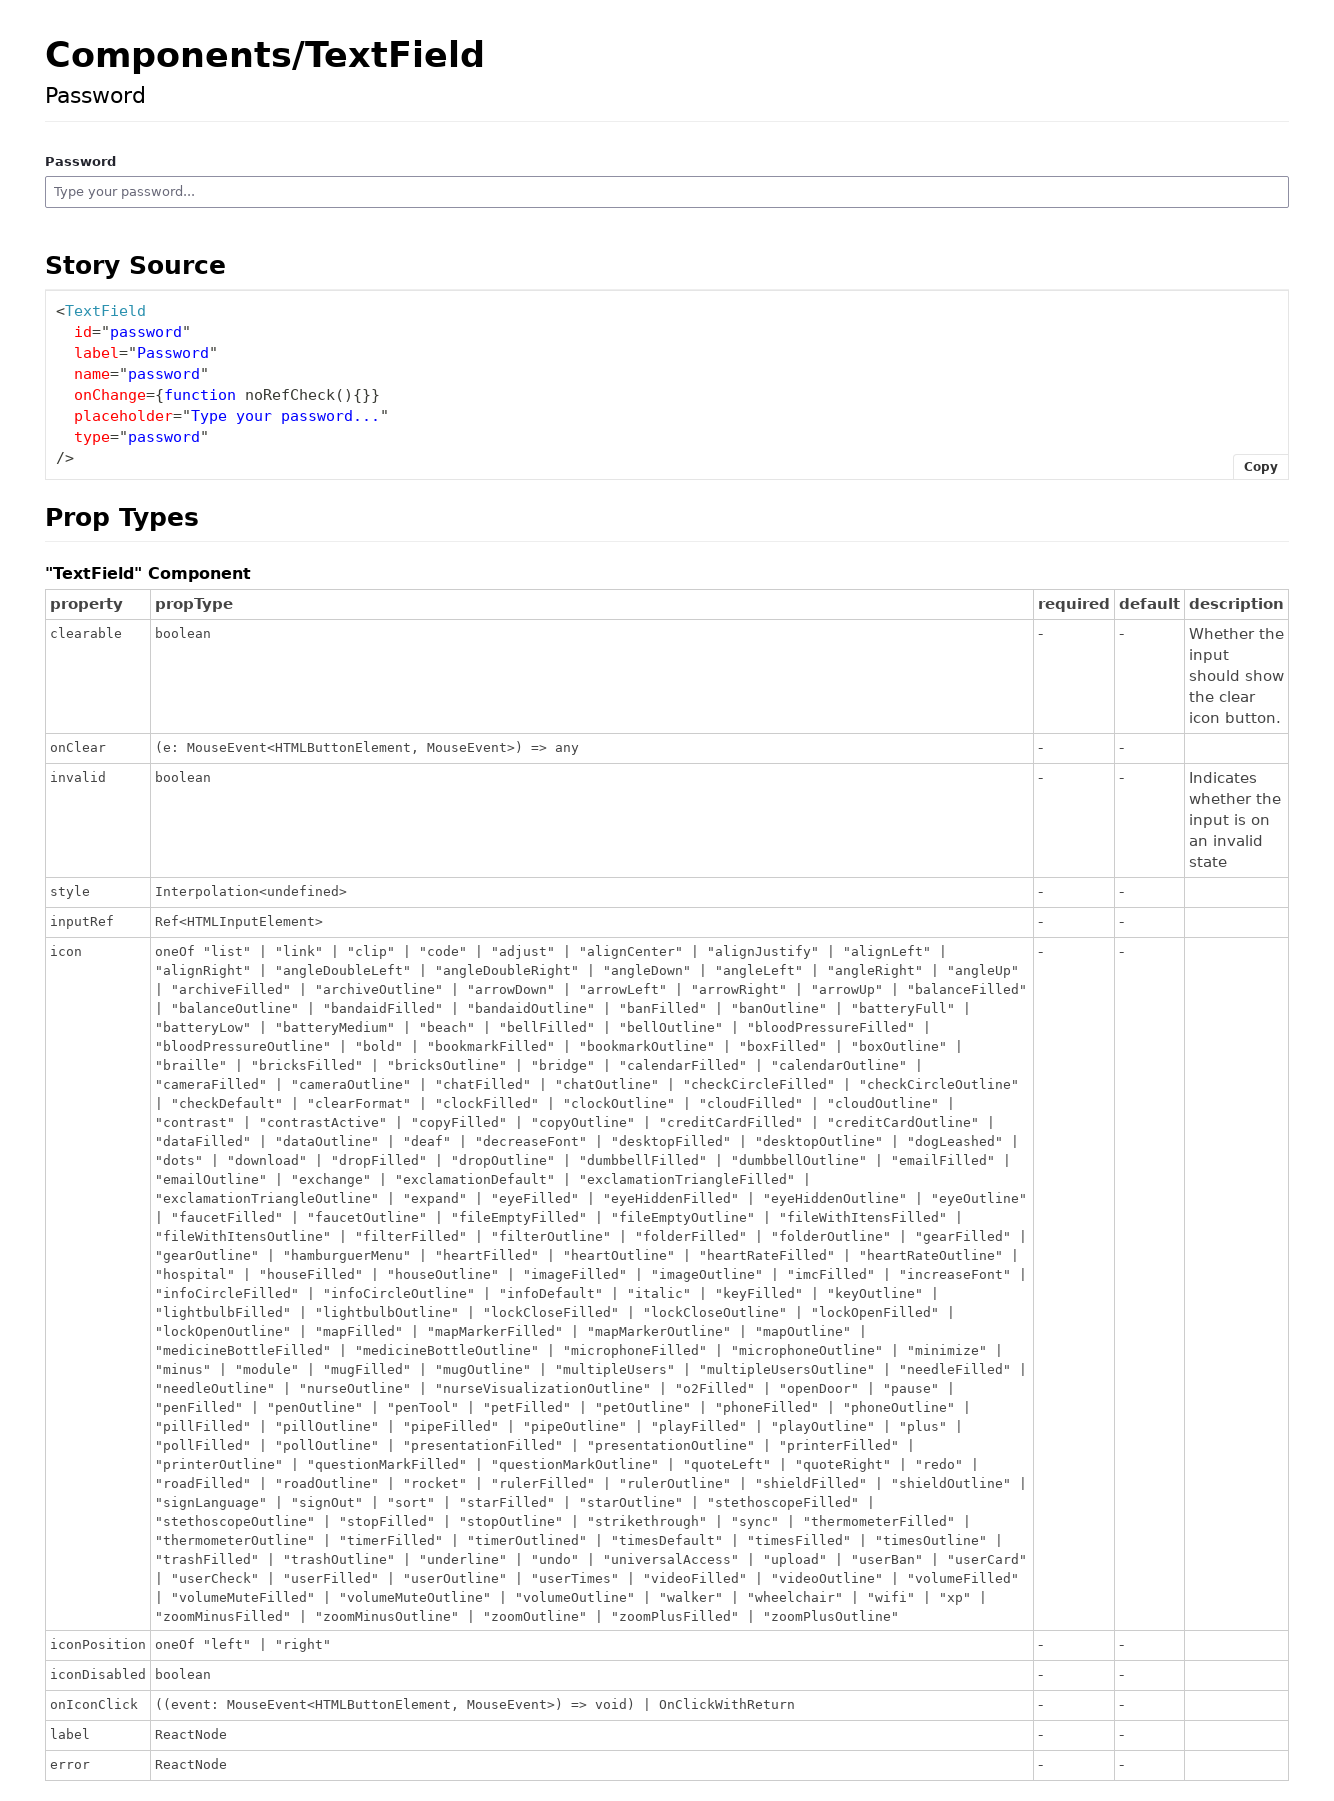 Components/TextField
Password
Password
Type your password...
Story Source
<TextField
  id="password"
  label="Password"
  name="password"
  onChange={function noRefCheck(){}}
  placeholder="Type your password..."
  type="password"
/>
Copy
Prop Types
"TextField" Component
property propType required default description
clearable boolean - - Whether the
input
should show
the clear
icon button.
onClear (e: MouseEvent<HTMLButtonElement, MouseEvent>) => any - -
invalid boolean - - Indicates
whether the
input is on
an invalid
state
style Interpolation<undefined> - -
inputRef Ref<HTMLInputElement> - -
icon oneOf "list" | "link" | "clip" | "code" | "adjust" | "alignCenter" | "alignJustify" | "alignLeft" | - -
"alignRight" | "angleDoubleLeft" | "angleDoubleRight" | "angleDown" | "angleLeft" | "angleRight" | "angleUp"
| "archiveFilled" | "archiveOutline" | "arrowDown" | "arrowLeft" | "arrowRight" | "arrowUp" | "balanceFilled"
| "balanceOutline" | "bandaidFilled" | "bandaidOutline" | "banFilled" | "banOutline" | "batteryFull" |
"batteryLow" | "batteryMedium" | "beach" | "bellFilled" | "bellOutline" | "bloodPressureFilled" |
"bloodPressureOutline" | "bold" | "bookmarkFilled" | "bookmarkOutline" | "boxFilled" | "boxOutline" |
"braille" | "bricksFilled" | "bricksOutline" | "bridge" | "calendarFilled" | "calendarOutline" |
"cameraFilled" | "cameraOutline" | "chatFilled" | "chatOutline" | "checkCircleFilled" | "checkCircleOutline"
| "checkDefault" | "clearFormat" | "clockFilled" | "clockOutline" | "cloudFilled" | "cloudOutline" |
"contrast" | "contrastActive" | "copyFilled" | "copyOutline" | "creditCardFilled" | "creditCardOutline" |
"dataFilled" | "dataOutline" | "deaf" | "decreaseFont" | "desktopFilled" | "desktopOutline" | "dogLeashed" |
"dots" | "download" | "dropFilled" | "dropOutline" | "dumbbellFilled" | "dumbbellOutline" | "emailFilled" |
"emailOutline" | "exchange" | "exclamationDefault" | "exclamationTriangleFilled" |
"exclamationTriangleOutline" | "expand" | "eyeFilled" | "eyeHiddenFilled" | "eyeHiddenOutline" | "eyeOutline"
| "faucetFilled" | "faucetOutline" | "fileEmptyFilled" | "fileEmptyOutline" | "fileWithItensFilled" |
"fileWithItensOutline" | "filterFilled" | "filterOutline" | "folderFilled" | "folderOutline" | "gearFilled" |
"gearOutline" | "hamburguerMenu" | "heartFilled" | "heartOutline" | "heartRateFilled" | "heartRateOutline" |
"hospital" | "houseFilled" | "houseOutline" | "imageFilled" | "imageOutline" | "imcFilled" | "increaseFont" |
"infoCircleFilled" | "infoCircleOutline" | "infoDefault" | "italic" | "keyFilled" | "keyOutline" |
"lightbulbFilled" | "lightbulbOutline" | "lockCloseFilled" | "lockCloseOutline" | "lockOpenFilled" |
"lockOpenOutline" | "mapFilled" | "mapMarkerFilled" | "mapMarkerOutline" | "mapOutline" |
"medicineBottleFilled" | "medicineBottleOutline" | "microphoneFilled" | "microphoneOutline" | "minimize" |
"minus" | "module" | "mugFilled" | "mugOutline" | "multipleUsers" | "multipleUsersOutline" | "needleFilled" |
"needleOutline" | "nurseOutline" | "nurseVisualizationOutline" | "o2Filled" | "openDoor" | "pause" |
"penFilled" | "penOutline" | "penTool" | "petFilled" | "petOutline" | "phoneFilled" | "phoneOutline" |
"pillFilled" | "pillOutline" | "pipeFilled" | "pipeOutline" | "playFilled" | "playOutline" | "plus" |
"pollFilled" | "pollOutline" | "presentationFilled" | "presentationOutline" | "printerFilled" |
"printerOutline" | "questionMarkFilled" | "questionMarkOutline" | "quoteLeft" | "quoteRight" | "redo" |
"roadFilled" | "roadOutline" | "rocket" | "rulerFilled" | "rulerOutline" | "shieldFilled" | "shieldOutline" |
"signLanguage" | "signOut" | "sort" | "starFilled" | "starOutline" | "stethoscopeFilled" |
"stethoscopeOutline" | "stopFilled" | "stopOutline" | "strikethrough" | "sync" | "thermometerFilled" |
"thermometerOutline" | "timerFilled" | "timerOutlined" | "timesDefault" | "timesFilled" | "timesOutline" |
"trashFilled" | "trashOutline" | "underline" | "undo" | "universalAccess" | "upload" | "userBan" | "userCard"
| "userCheck" | "userFilled" | "userOutline" | "userTimes" | "videoFilled" | "videoOutline" | "volumeFilled"
| "volumeMuteFilled" | "volumeMuteOutline" | "volumeOutline" | "walker" | "wheelchair" | "wifi" | "xp" |
"zoomMinusFilled" | "zoomMinusOutline" | "zoomOutline" | "zoomPlusFilled" | "zoomPlusOutline"
iconPosition oneOf "left" | "right" - -
iconDisabled boolean - -
onIconClick ((event: MouseEvent<HTMLButtonElement, MouseEvent>) => void) | OnClickWithReturn - -
label ReactNode - -
error ReactNode - -